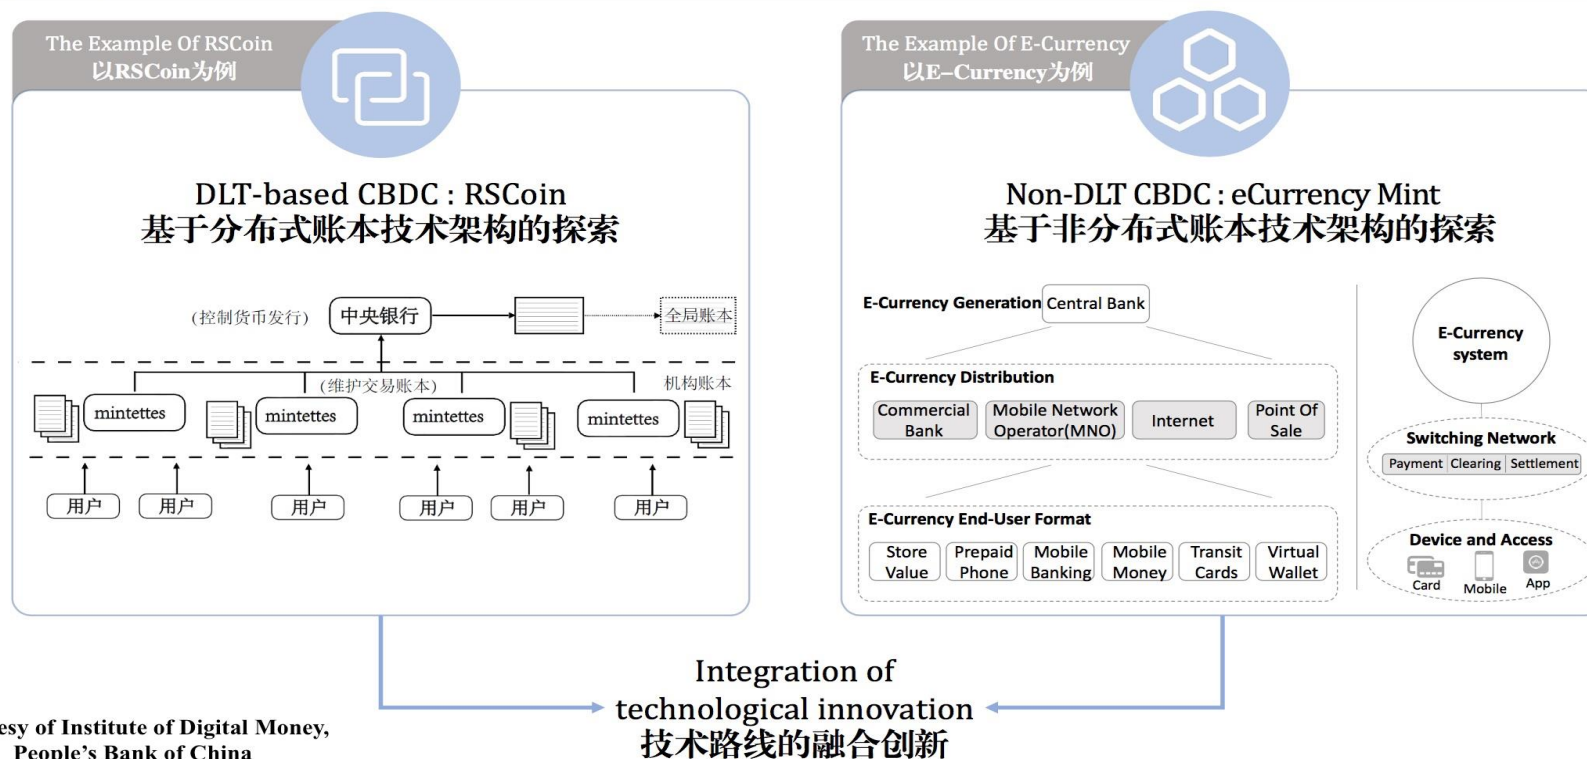 The Example Of RSCoin
以RSCoin为例
DLT-based CBDC : RSCoin
基于分布式账本技术架构的探索
(控制货币发行)
中央银行
全局账本
(维护交易账本)
机构账本
mintettes
mintettes
mintettes
mintettes
用户
用户
用户
用户
用户
用户
The Example Of E-Currency
以E-Currency为例
Non-DLT CBDC : eCurrency Mint
基于非分布式账本技术架构的探索
E-Currency Generation
Central Bank
E-Currency Distribution
Commercial
Bank
Mobile Network
Operator(MNO)
Internet
Point Of
Sale
E-Currency End-User Format
Store
Value
Prepaid
Phone
Mobile
Banking
Mobile
Money
Transit
Cards
Virtual
Wallet
E-Currency
system
Switching Network
Payment
Clearing
Settlement
Device and Access
Card
Mobile
App
Integration of
technological innovation
技术路线的融合创新
esy of Institute of Digital Money,
People's Bank of China